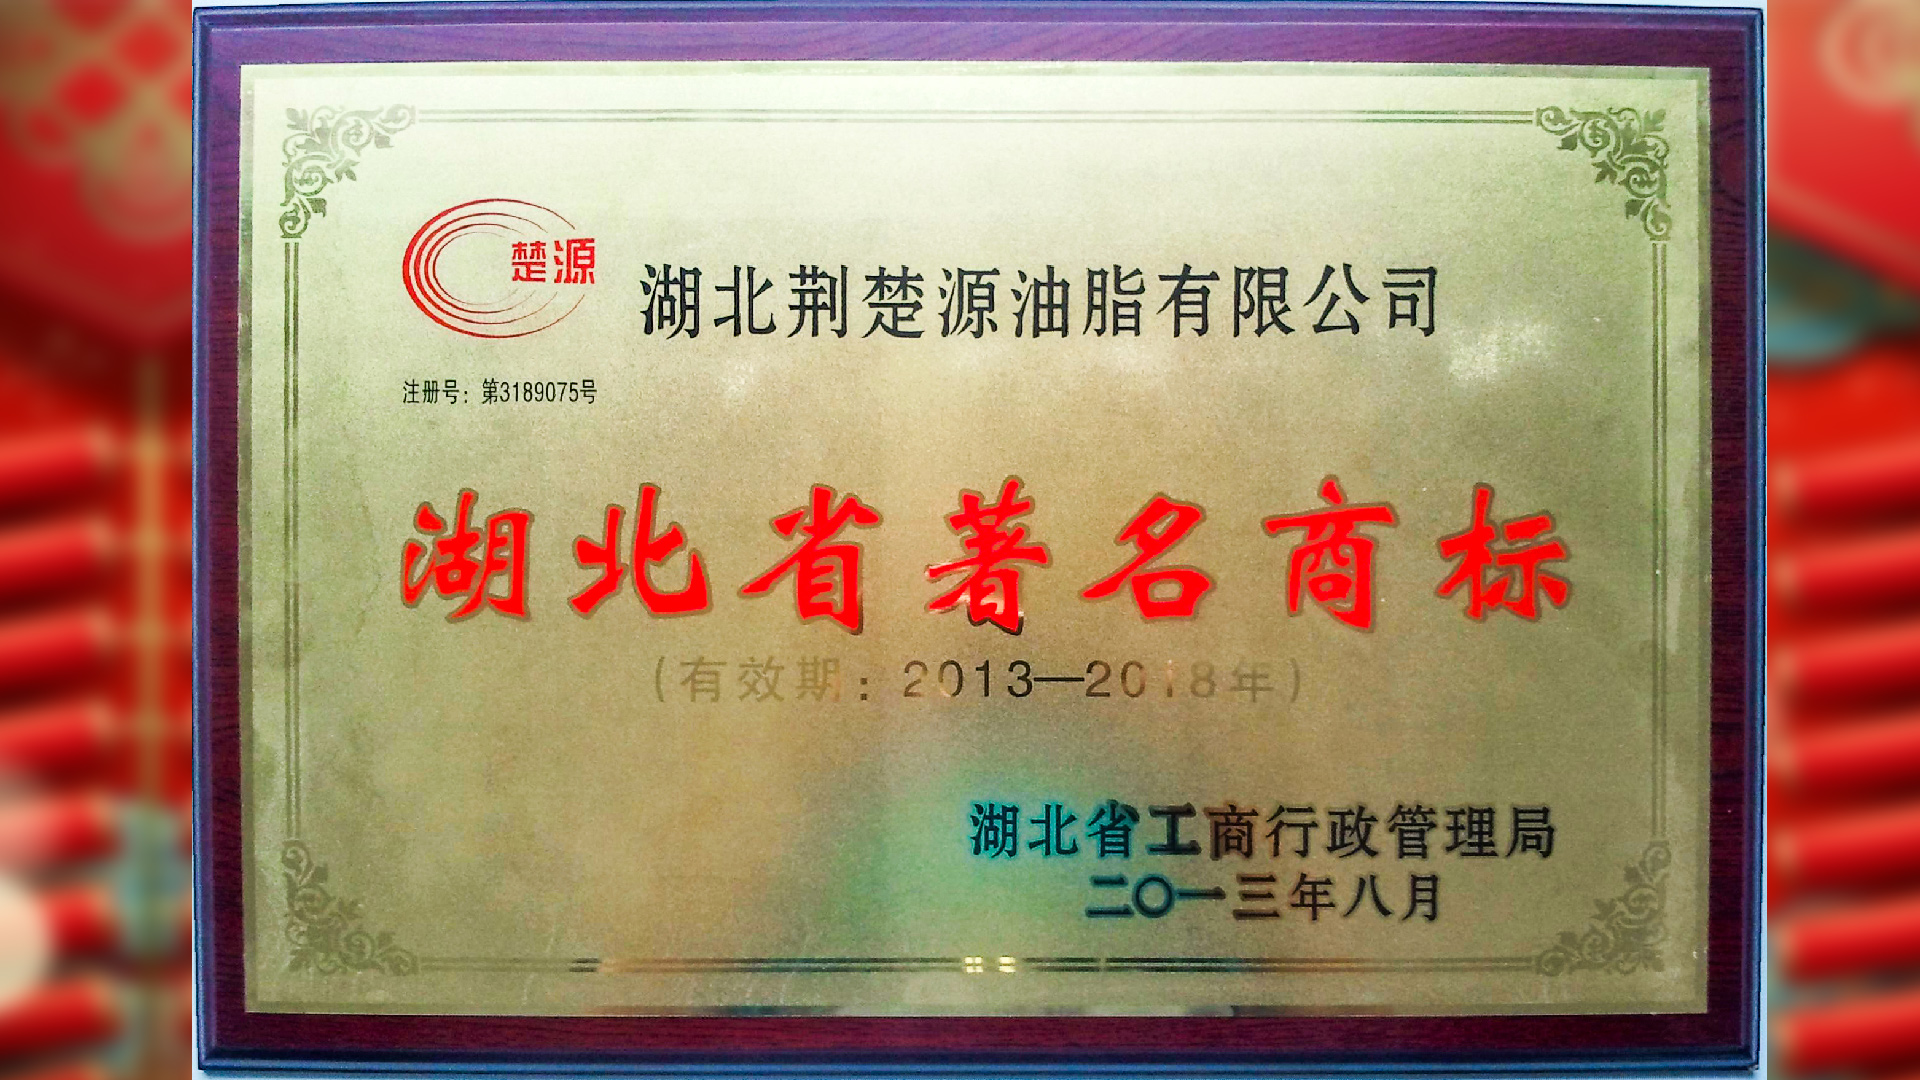 楚源
湖北荆楚源油脂有限公司
注册号：第3189075号
湖北省著名商标
（有效期：2013—2018年）
湖北省工商行政管理局
二〇一三年八月